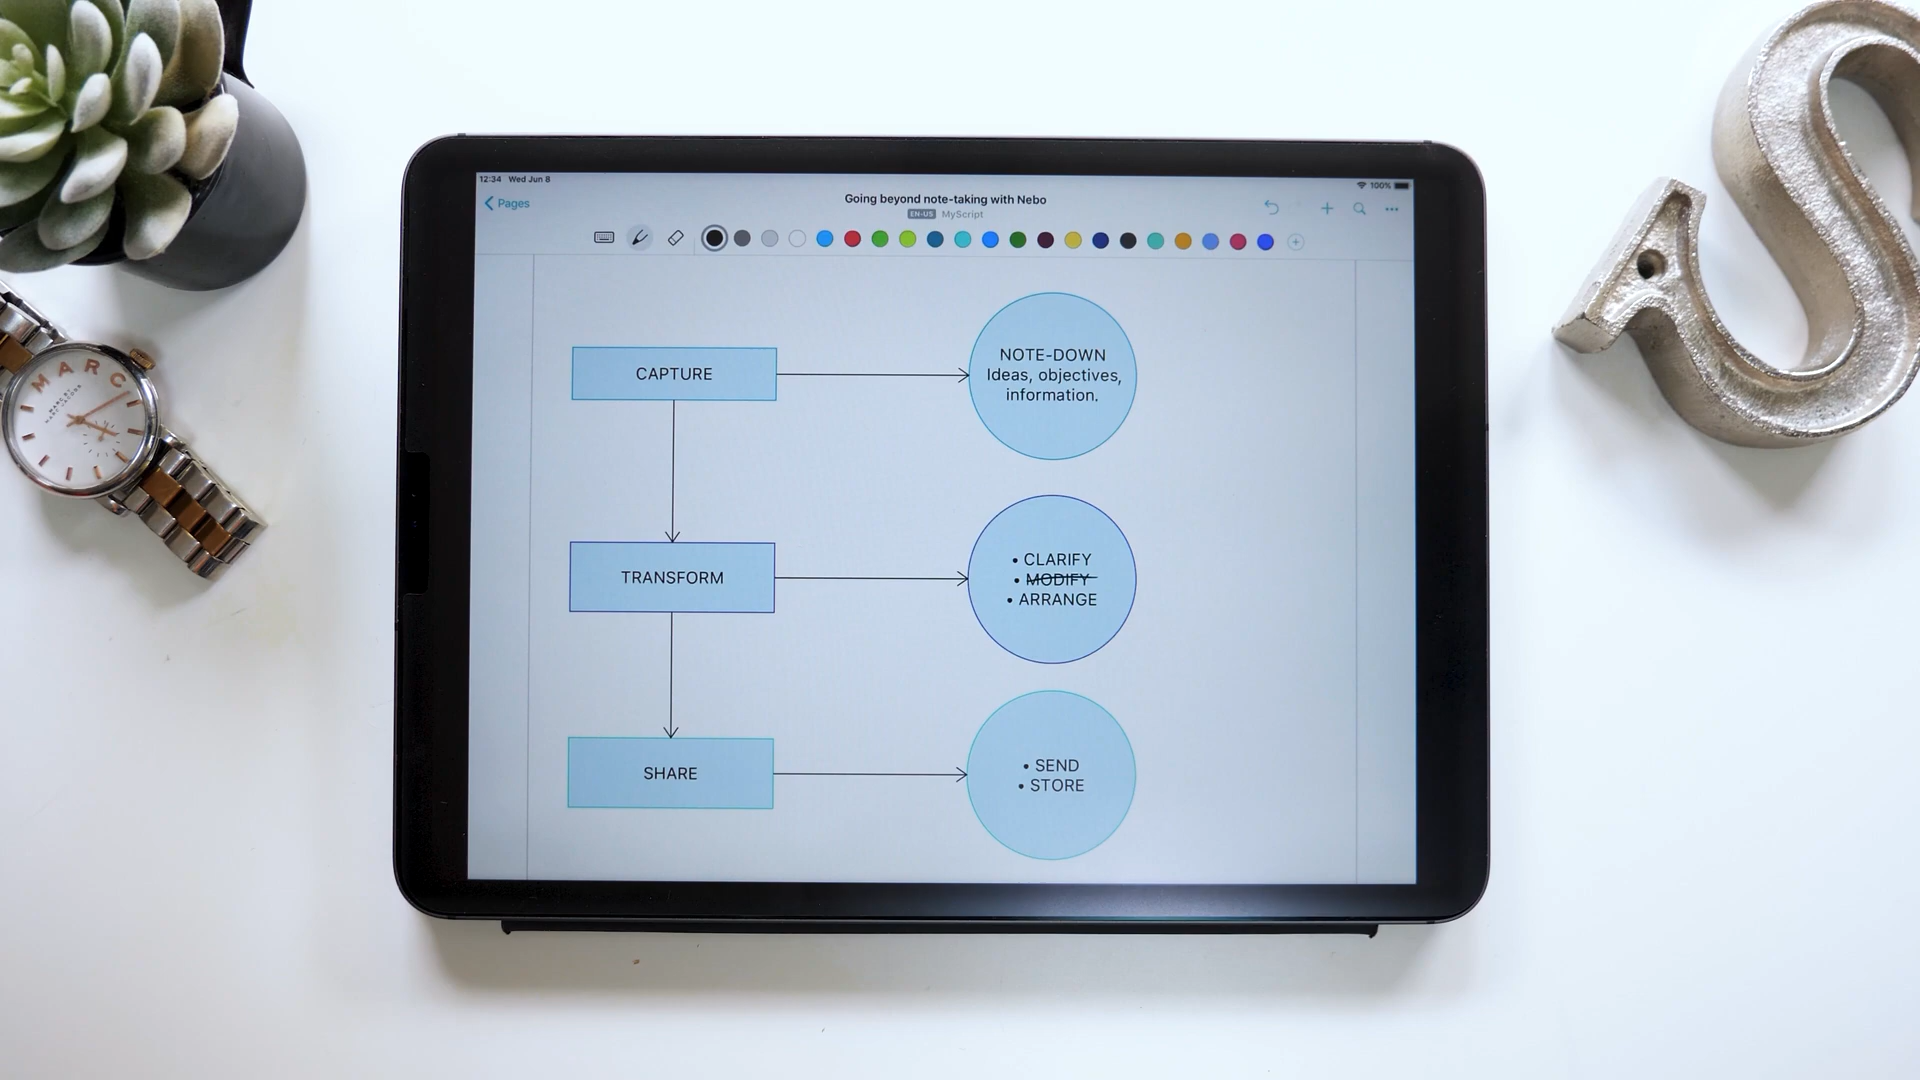 12:34 Wed Jun 8
100%
Pages
Going beyond note-taking with Nebo
EN-US MyScript
CAPTURE
NOTE-DOWN
Ideas, objectives,
information.
TRANSFORM
• CLARIFY
• MODIFY
• ARRANGE
SHARE
• SEND
• STORE
MARC
S